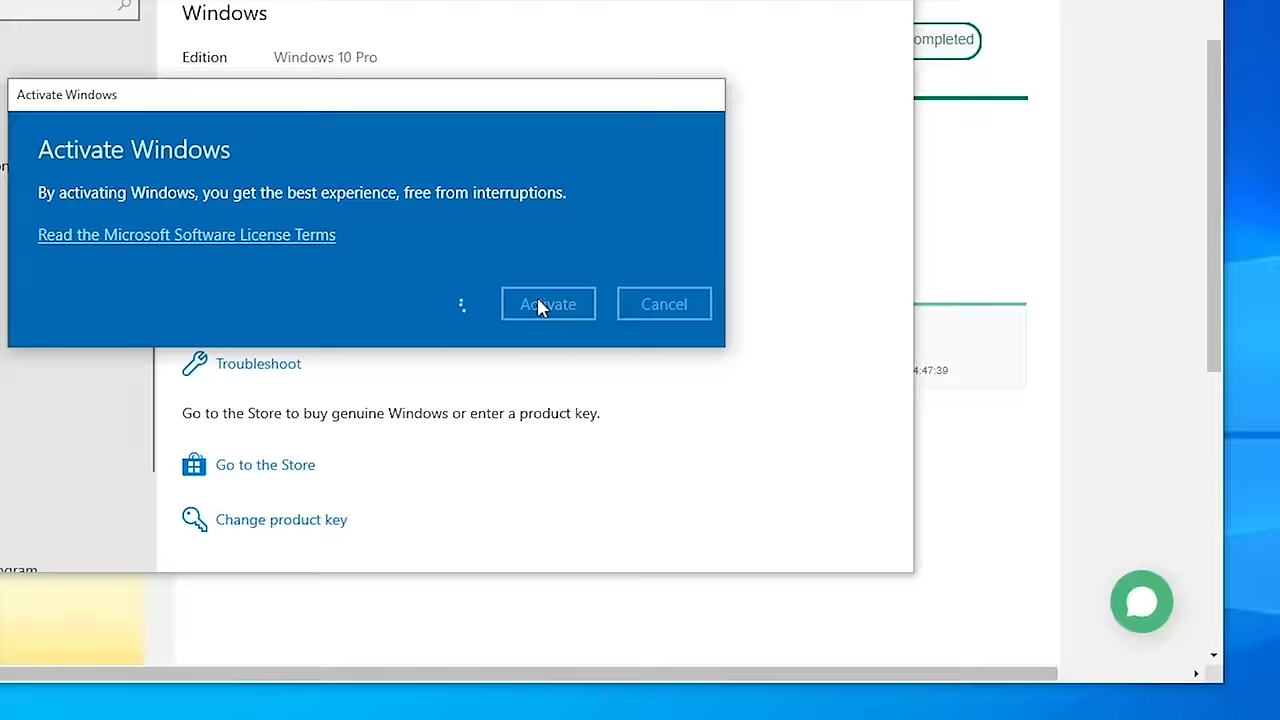 Windows
ompleted
Edition Windows 10 Pro
Activate Windows
Activate Windows
By activating Windows, you get the best experience, free from interruptions.
Read the Microsoft Software License Terms
Activate Cancel
Troubleshoot
4:47:39
Go to the Store to buy genuine Windows or enter a product key.
Go to the Store
Change product key
ogram